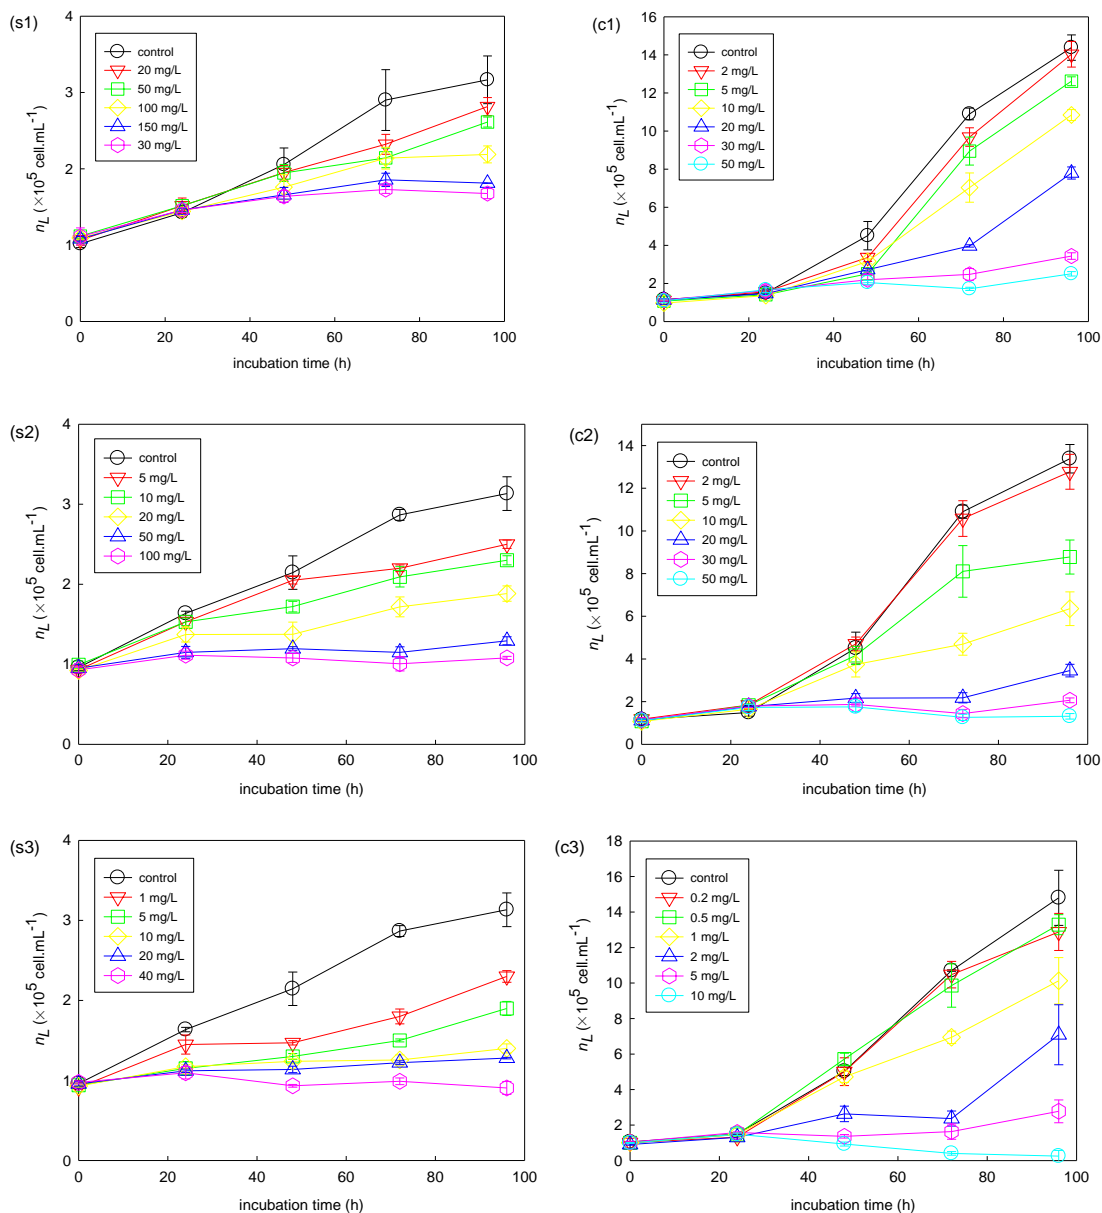 (s1)
4
3
2
1
0
0 20 40 60 80 100
n_L (×10^5 cell.mL^-1)
incubation time (h)
control
20 mg/L
50 mg/L
100 mg/L
150 mg/L
30 mg/L
(c1)
16
14
12
10
8
6
4
2
0
0 20 40 60 80 100
n_L (×10^5 cell.mL^-1)
incubation time (h)
control
2 mg/L
5 mg/L
10 mg/L
20 mg/L
30 mg/L
50 mg/L
(s2)
4
3
2
1
0
0 20 40 60 80 100
n_L (×10^5 cell.mL^-1)
incubation time (h)
control
5 mg/L
10 mg/L
20 mg/L
50 mg/L
100 mg/L
(c2)
14
12
10
8
6
4
2
0
0 20 40 60 80 100
n_L (×10^5 cell.mL^-1)
incubation time (h)
control
2 mg/L
5 mg/L
10 mg/L
20 mg/L
30 mg/L
50 mg/L
(s3)
4
3
2
1
0
0 20 40 60 80 100
n_L (×10^5 cell.mL^-1)
incubation time (h)
control
1 mg/L
5 mg/L
10 mg/L
20 mg/L
40 mg/L
(c3)
18
16
14
12
10
8
6
4
2
0
0 20 40 60 80 100
n_L (×10^5 cell.mL^-1)
incubation time (h)
control
0.2 mg/L
0.5 mg/L
1 mg/L
2 mg/L
5 mg/L
10 mg/L